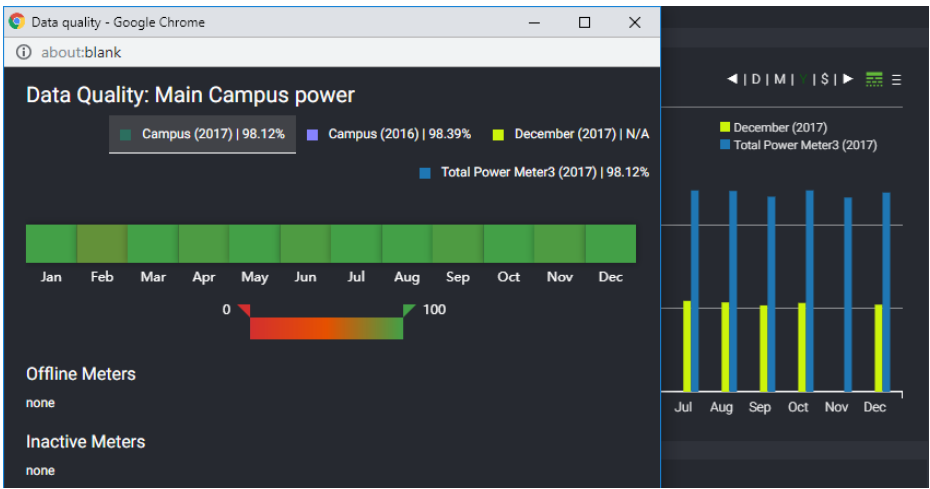 Data quality - Google Chrome
about:blank
Data Quality: Main Campus power
Campus (2017) | 98.12%
Campus (2016) | 98.39%
December (2017) | N/A
Total Power Meter3 (2017) | 98.12%
Jan Feb Mar Apr May Jun Jul Aug Sep Oct Nov Dec
0 100
Offline Meters
none
Inactive Meters
none
| D | M | Y | $ |
December (2017)
Total Power Meter3 (2017)
Jul Aug Sep Oct Nov Dec